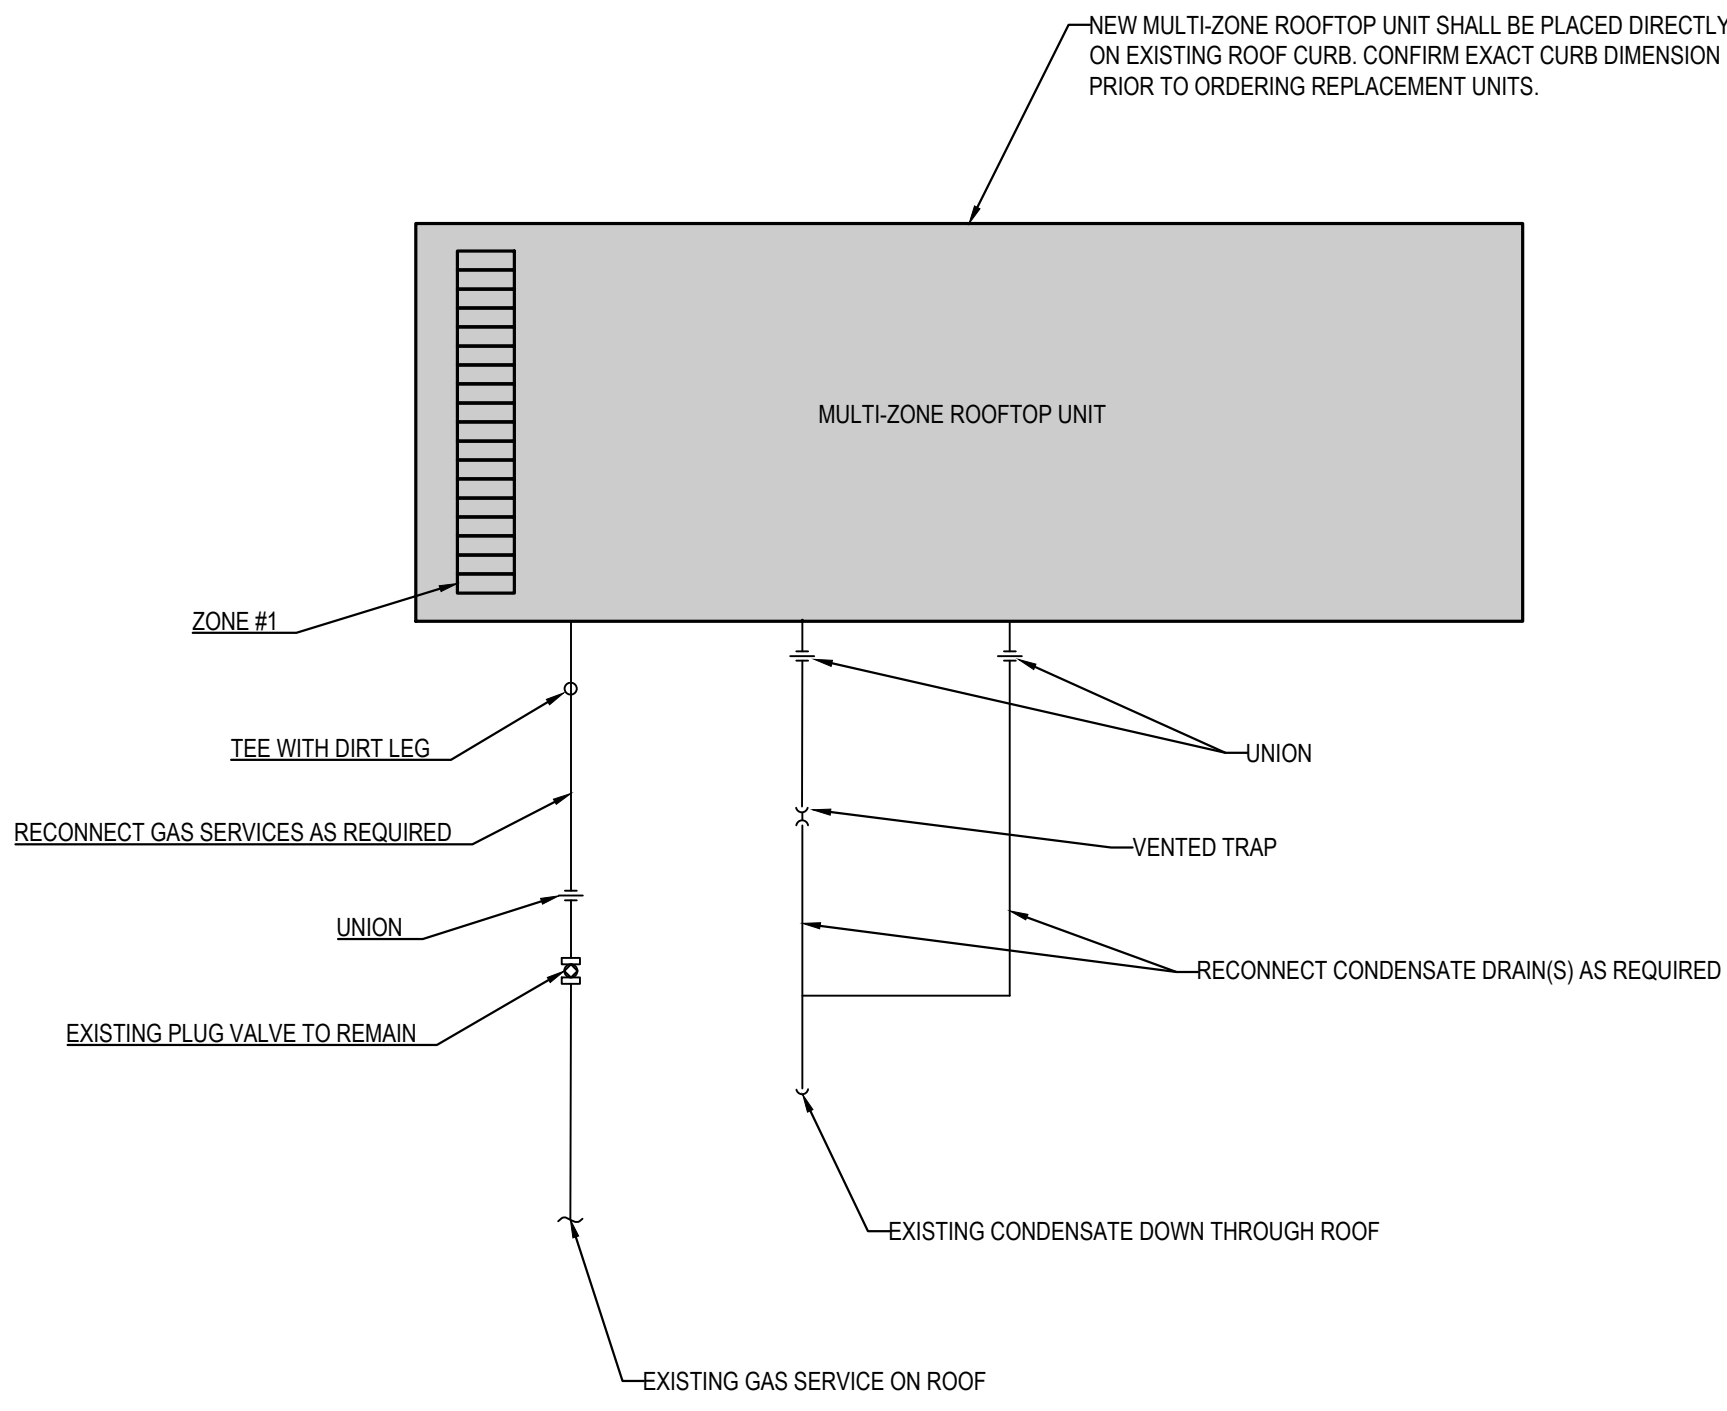 NEW MULTI-ZONE ROOFTOP UNIT SHALL BE PLACED DIRECTLY
ON EXISTING ROOF CURB. CONFIRM EXACT CURB DIMENSION
PRIOR TO ORDERING REPLACEMENT UNITS.
MULTI-ZONE ROOFTOP UNIT
ZONE #1
TEE WITH DIRT LEG
UNION
RECONNECT GAS SERVICES AS REQUIRED
VENTED TRAP
UNION
RECONNECT CONDENSATE DRAIN(S) AS REQUIRED
EXISTING PLUG VALVE TO REMAIN
EXISTING CONDENSATE DOWN THROUGH ROOF
EXISTING GAS SERVICE ON ROOF